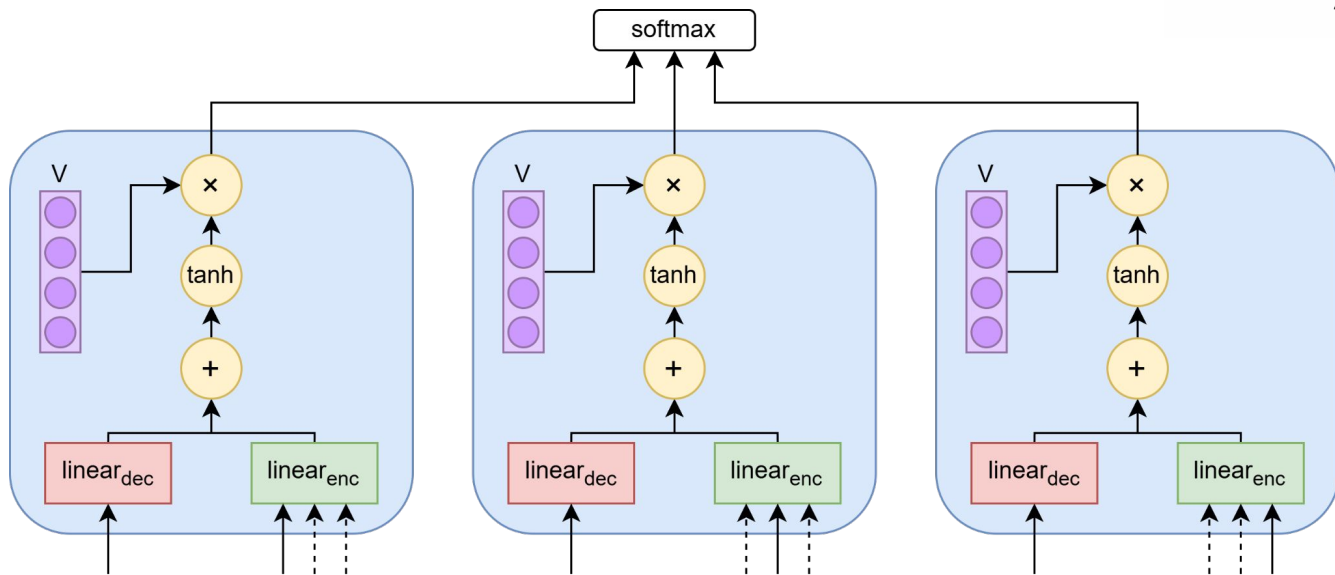 softmax
V
×
tanh
+
linear_dec
linear_enc
V
×
tanh
+
linear_dec
linear_enc
V
×
tanh
+
linear_dec
linear_enc